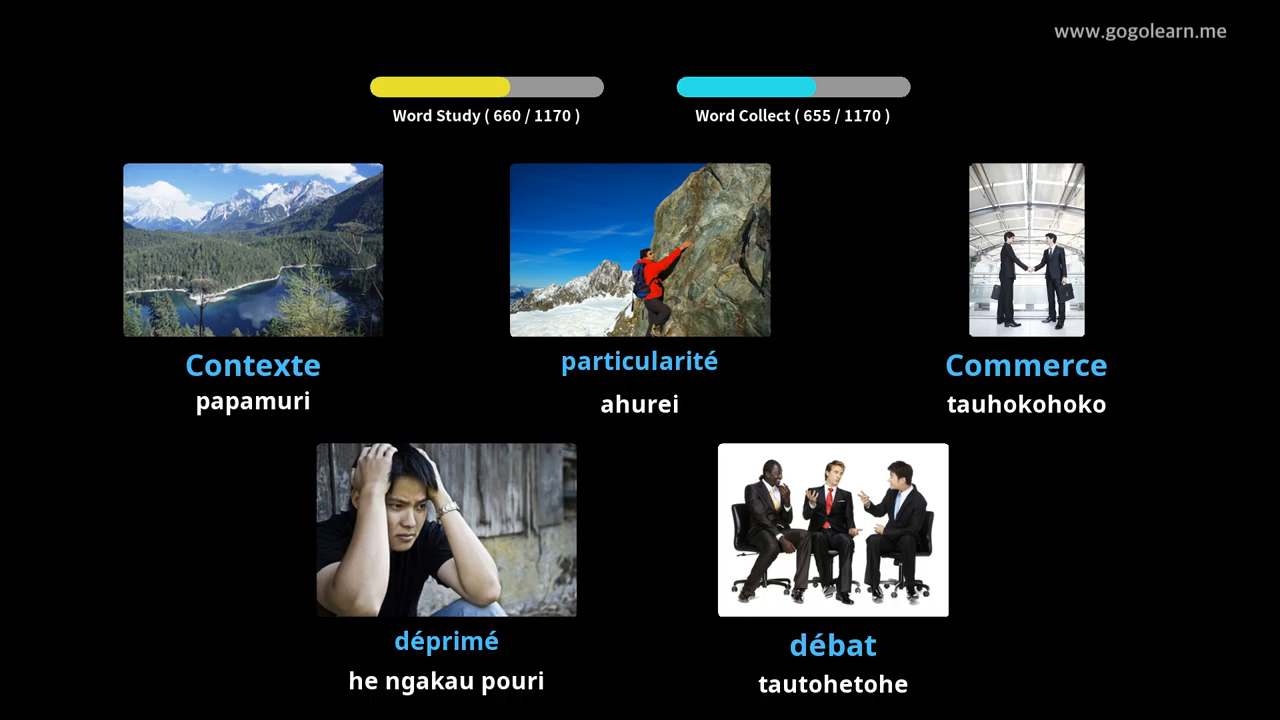 www.gogolearn.me
Word Study ( 660 / 1170 )
Word Collect ( 655 / 1170 )
Contexte
papamuri
particularité
ahurei
Commerce
tauhokohoko
déprimé
he ngakau pouri
débat
tautohetohe